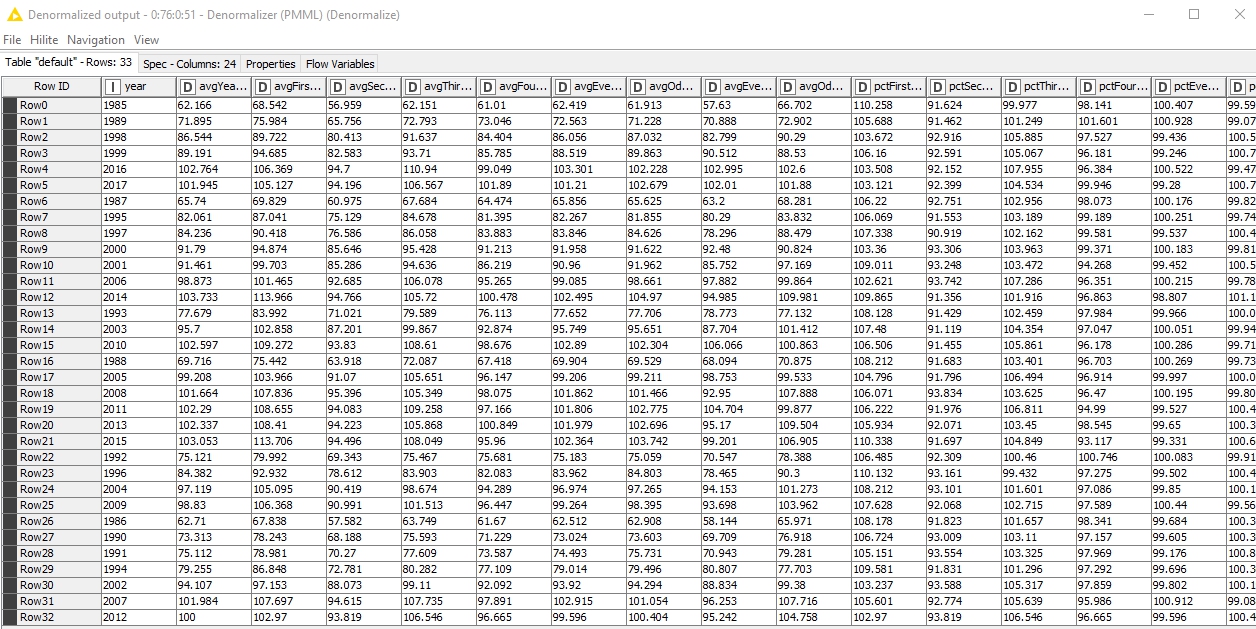 Denormalized output - 0:76:0:51 - Denormalizer (PMML) (Denormalize)
File Hilite Navigation View
Table "default" - Rows: 33 Spec - Columns: 24 Properties Flow Variables
Row ID I year D avgYea... D avgFirs... D avgSec... D avgThir... D avgFou... D avgEve... D avgOd... D avgEve... D avgOd... D pctFirst... D pctSec... D pctThir... D pctFour... D pctEve... D p
Row0 1985 62.166 68.542 56.959 62.151 61.01 62.419 61.913 57.63 66.702 110.258 91.624 99.977 98.141 100.407 99.59
Row1 1989 71.895 75.984 65.756 72.793 73.046 72.563 71.228 70.888 72.902 105.688 91.462 101.249 101.601 100.928 99.07
Row2 1998 86.544 89.722 80.413 91.637 84.404 86.056 87.032 82.799 90.29 103.672 92.916 105.885 97.527 99.436 100.5
Row3 1999 89.191 94.685 82.583 93.71 85.785 88.519 89.863 90.512 88.53 106.16 92.591 105.067 96.181 99.246 100.7
Row4 2016 102.764 106.369 94.7 110.94 99.049 103.301 102.228 102.995 102.6 103.508 92.152 107.955 96.384 100.522 99.47
Row5 2017 101.945 105.127 94.196 106.567 101.89 101.21 102.679 102.01 101.88 103.121 92.399 104.534 99.946 99.28 100.7
Row6 1987 65.74 69.829 60.975 67.684 64.474 65.856 65.625 63.2 68.281 106.22 92.751 102.956 98.073 100.176 99.82
Row7 1995 82.061 87.041 75.129 84.678 81.395 82.267 81.855 80.29 83.832 106.069 91.553 103.189 99.189 100.251 99.74
Row8 1997 84.236 90.418 76.586 86.058 83.883 83.846 84.626 78.296 88.479 107.338 90.919 102.162 99.581 99.537 100.4
Row9 2000 91.79 94.874 85.646 95.428 91.213 91.958 91.622 92.48 90.824 103.36 93.306 103.963 99.371 100.183 99.81
Row10 2001 91.461 99.703 85.286 94.636 86.219 90.96 91.962 85.752 97.169 109.011 93.248 103.472 94.268 99.452 100.5
Row11 2006 98.873 101.465 92.685 106.078 95.265 99.085 98.661 97.882 99.864 102.621 93.742 107.286 96.351 100.215 99.78
Row12 2014 103.733 113.966 94.766 105.72 100.478 102.495 104.97 94.985 109.981 109.865 91.356 101.916 96.863 98.807 101.1
Row13 1993 77.679 83.992 71.021 79.589 76.113 77.652 77.706 78.773 77.132 108.128 91.429 102.459 97.984 99.966 100.0
Row14 2003 95.7 102.858 87.201 99.867 92.874 95.749 95.651 87.704 101.412 107.48 91.119 104.354 97.047 100.051 99.94
Row15 2010 102.597 109.272 93.83 108.61 98.676 102.89 102.304 106.066 100.863 106.506 91.455 105.861 96.178 100.286 99.71
Row16 1988 69.716 75.442 63.918 72.087 67.418 69.904 69.529 68.094 70.875 108.212 91.683 103.401 96.703 100.269 99.73
Row17 2005 99.208 103.966 91.07 105.651 96.147 99.206 99.211 98.753 99.533 104.796 91.796 106.494 96.914 99.997 100.0
Row18 2008 101.664 107.836 95.396 105.349 98.075 101.862 101.466 92.95 107.888 106.071 93.834 103.625 96.47 100.195 99.80
Row19 2011 102.29 108.655 94.083 109.258 97.166 101.806 102.775 104.704 99.877 106.222 91.976 106.811 94.99 99.527 100.4
Row20 2013 102.337 108.41 94.223 105.868 100.849 101.979 102.696 95.17 109.504 105.934 92.071 103.45 98.545 99.65 100.3
Row21 2015 103.053 113.706 94.496 108.049 95.96 102.364 103.742 99.201 106.905 110.338 91.697 104.849 93.117 99.331 100.6
Row22 1992 75.121 79.992 69.343 75.467 75.681 75.183 75.059 70.547 78.388 106.485 92.309 100.46 100.746 100.083 99.91
Row23 1996 84.382 92.932 78.612 83.903 82.083 83.962 84.803 78.465 90.3 110.132 93.161 99.432 97.275 99.502 100.4
Row24 2004 97.119 105.095 90.419 98.674 94.289 96.974 97.265 94.153 101.273 108.212 93.101 101.601 97.086 99.85 100.1
Row25 2009 98.83 106.368 90.991 101.513 96.447 99.264 98.395 93.698 103.962 107.628 92.068 102.715 97.589 100.44 99.56
Row26 1986 62.71 67.838 57.582 63.749 61.67 62.512 62.908 58.144 65.971 108.178 91.823 101.657 98.341 99.684 100.3
Row27 1990 73.313 78.243 68.188 75.593 71.229 73.024 73.603 69.709 76.918 106.724 93.009 103.11 97.157 99.605 100.3
Row28 1991 75.112 78.981 70.27 77.609 73.587 74.493 75.731 70.943 79.281 105.151 93.554 103.325 97.969 99.176 100.8
Row29 1994 79.255 86.848 72.781 80.282 77.109 79.014 79.496 80.807 77.703 109.581 91.831 101.296 97.292 99.696 100.3
Row30 2002 94.107 97.153 88.073 99.11 92.092 93.92 94.294 88.834 99.38 103.237 93.588 105.317 97.859 99.802 100.1
Row31 2007 101.984 107.697 94.615 107.735 97.891 102.915 101.054 96.253 107.716 105.601 92.774 105.639 95.986 100.912 99.08
Row32 2012 100 102.97 93.819 106.546 96.665 99.596 100.404 95.242 104.758 102.97 93.819 106.546 96.665 99.596 100.4